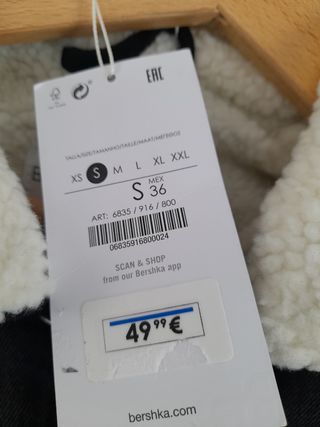 EAC
TALLA/SIZE/TAMANHO/TAILLE/MAAT/ΜΕΓΕΘΟΣ
XS S M L XL XXL
MEX
S 36
ART: 6835 / 916 / 800
06835916800024
SCAN & SHOP
from our Bershka app
49 99 €
bershka.com